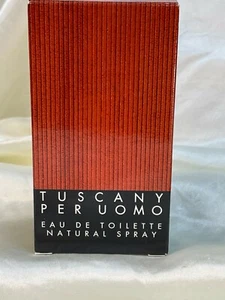 TUSCANY
PER UOMO
EAU DE TOILETTE
NATURAL SPRAY